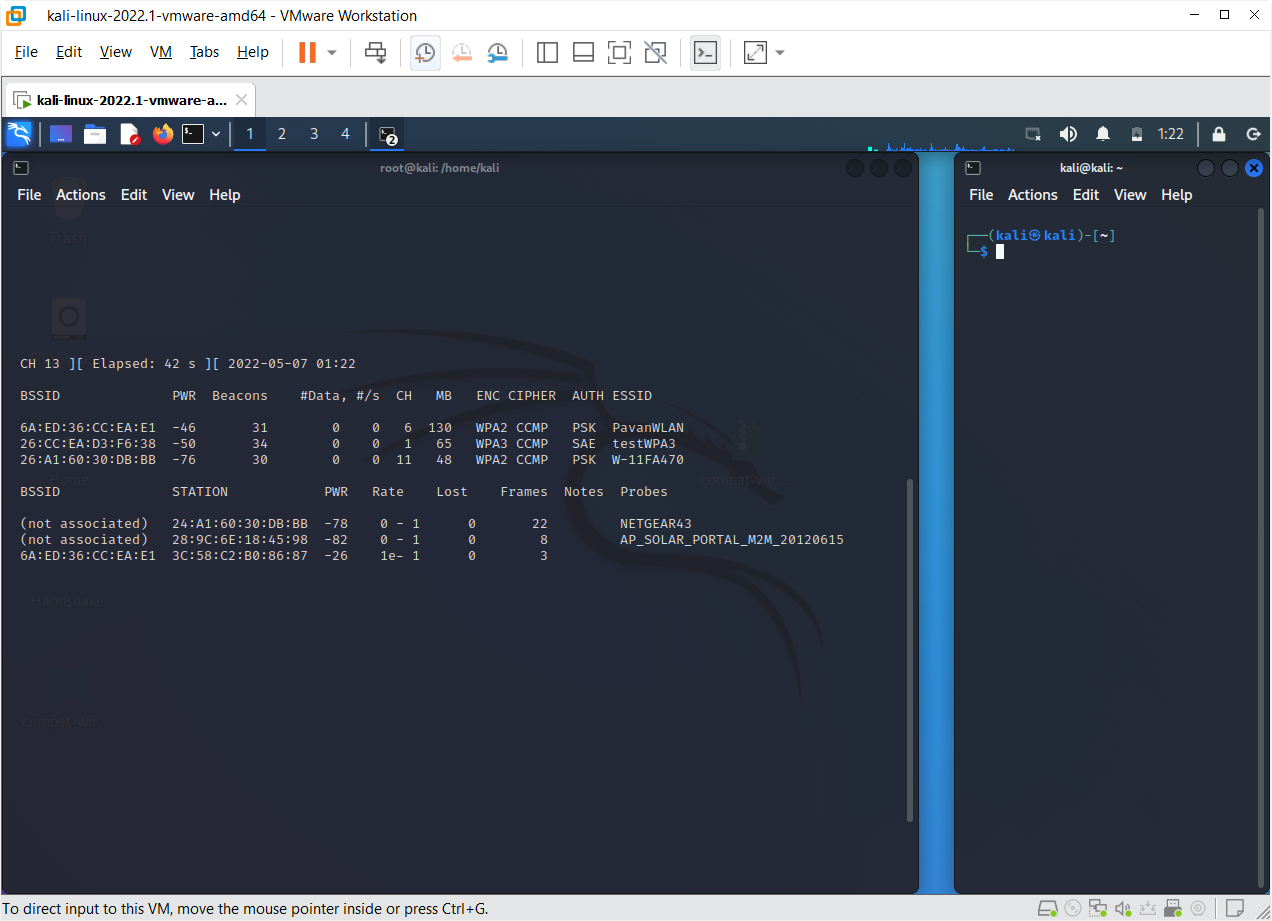 kali-linux-2022.1-vmware-amd64 - VMware Workstation
File Edit View VM Tabs Help
kali-linux-2022.1-vmware-a...
1 2 3 4 2 1:22
root@kali: /home/kali
File Actions Edit View Help
Trash
CH 13 ][ Elapsed: 42 s ][ 2022-05-07 01:22
BSSID PWR Beacons #Data, #/s CH MB ENC CIPHER AUTH ESSID
6A:ED:36:CC:EA:E1 -46 31 0 0 6 130 WPA2 CCMP PSK PavanWLAN
26:CC:EA:D3:F6:38 -50 34 0 0 1 65 WPA3 CCMP SAE testWPA3
26:A1:60:30:DB:BB -76 30 0 0 11 48 WPA2 CCMP PSK W-11FA470
Home
compat-wir...
BSSID STATION PWR Rate Lost Frames Notes Probes
(not associated) 24:A1:60:30:DB:BB -78 0 - 1 0 22 NETGEAR43
(not associated) 28:9C:6E:18:45:98 -82 0 - 1 0 8 AP_SOLAR_PORTAL_M2M_20120615
6A:ED:36:CC:EA:E1 3C:58:C2:B0:86:87 -26 1e- 1 0 3
Handshake
compat-wir...
kali@kali: ~
File Actions Edit View Help
(kali㉿kali)-[~]
$
To direct input to this VM, move the mouse pointer inside or press Ctrl+G.